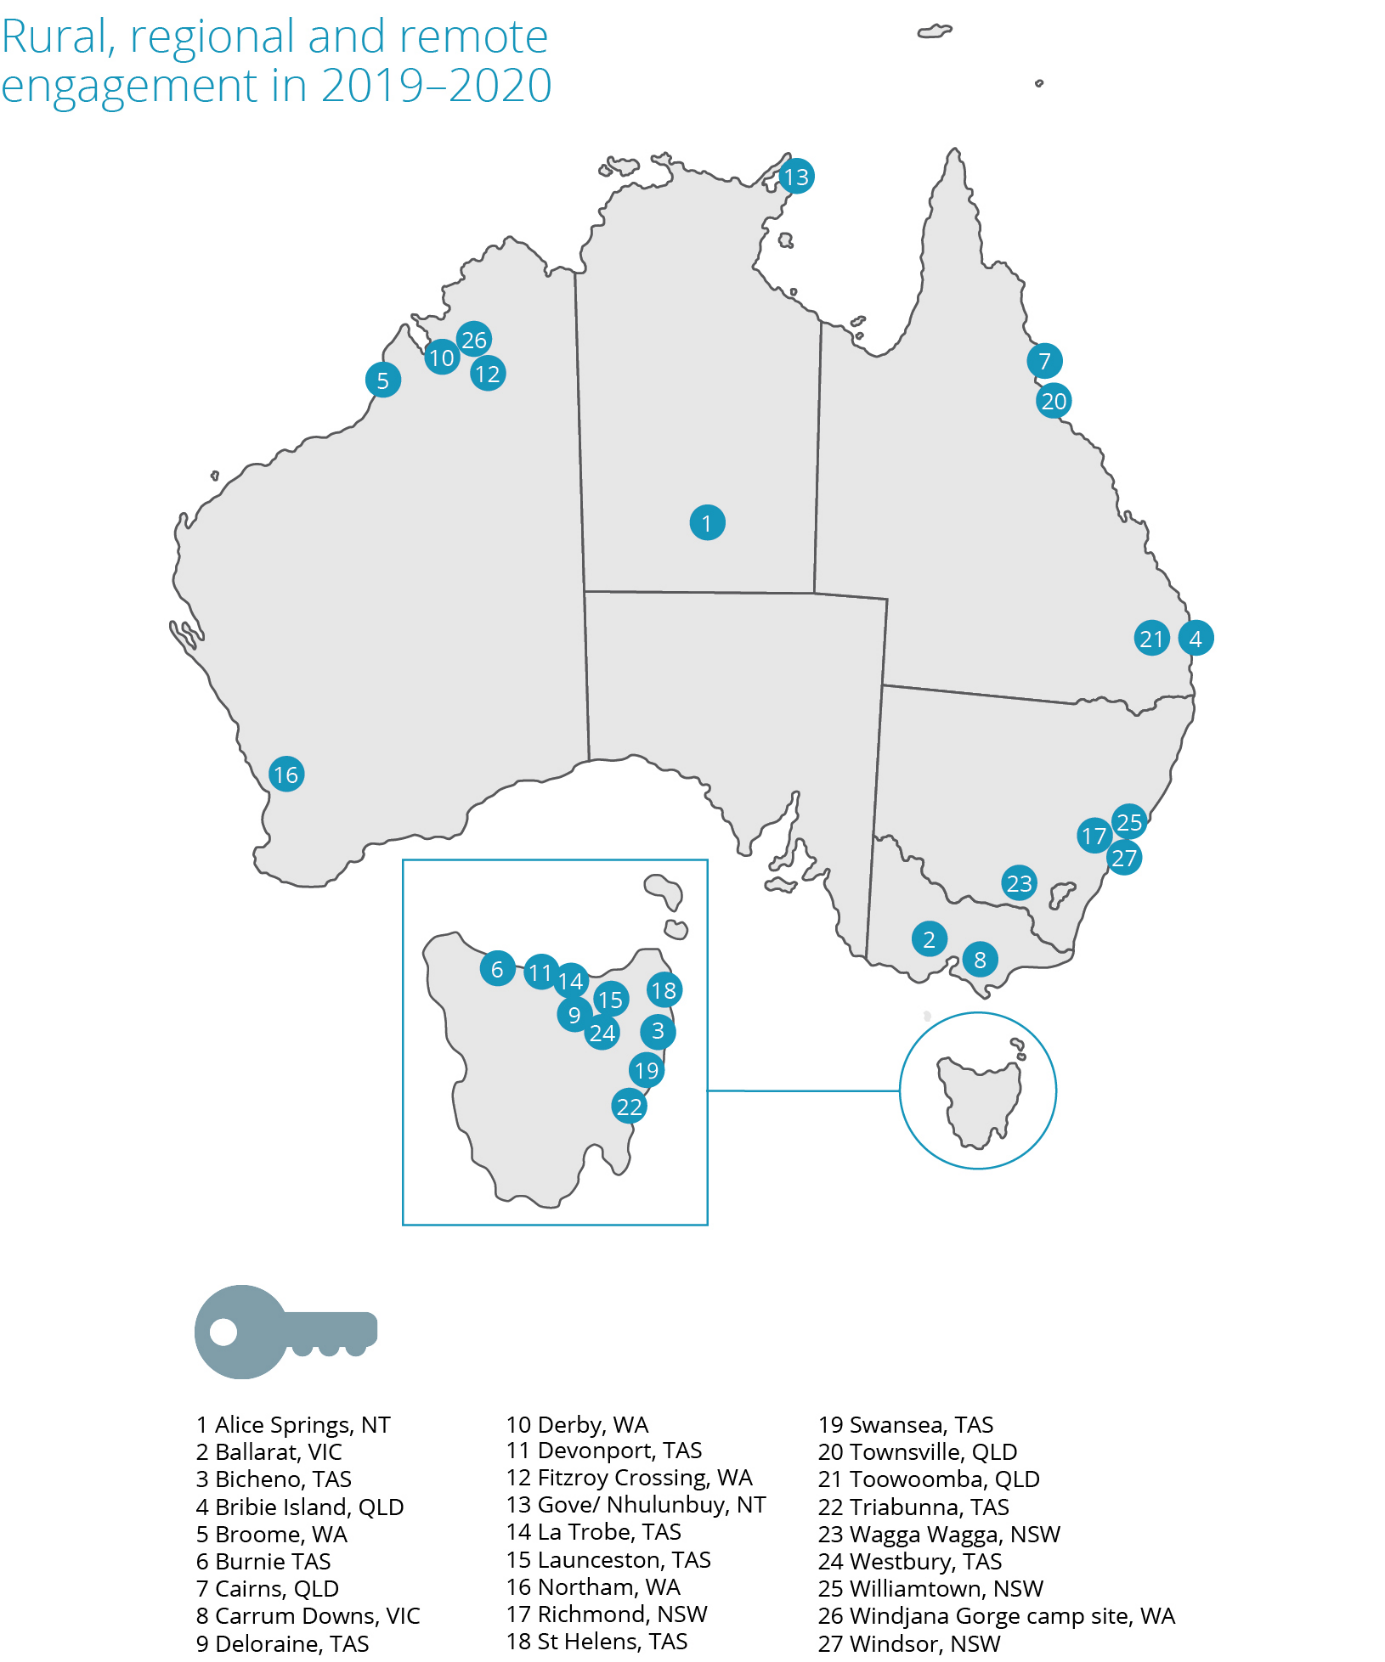 Rural, regional and remote
engagement in 2019–2020
13
26
10
12
5
7
20
1
21
4
16
25
17
27
23
2
8
6
11
14
18
15
9
24
3
19
22
1 Alice Springs, NT
2 Ballarat, VIC
3 Bicheno, TAS
4 Bribie Island, QLD
5 Broome, WA
6 Burnie TAS
7 Cairns, QLD
8 Carrum Downs, VIC
9 Deloraine, TAS
10 Derby, WA
11 Devonport, TAS
12 Fitzroy Crossing, WA
13 Gove/ Nhulunbuy, NT
14 La Trobe, TAS
15 Launceston, TAS
16 Northam, WA
17 Richmond, NSW
18 St Helens, TAS
19 Swansea, TAS
20 Townsville, QLD
21 Toowoomba, QLD
22 Triabunna, TAS
23 Wagga Wagga, NSW
24 Westbury, TAS
25 Williamtown, NSW
26 Windjana Gorge camp site, WA
27 Windsor, NSW